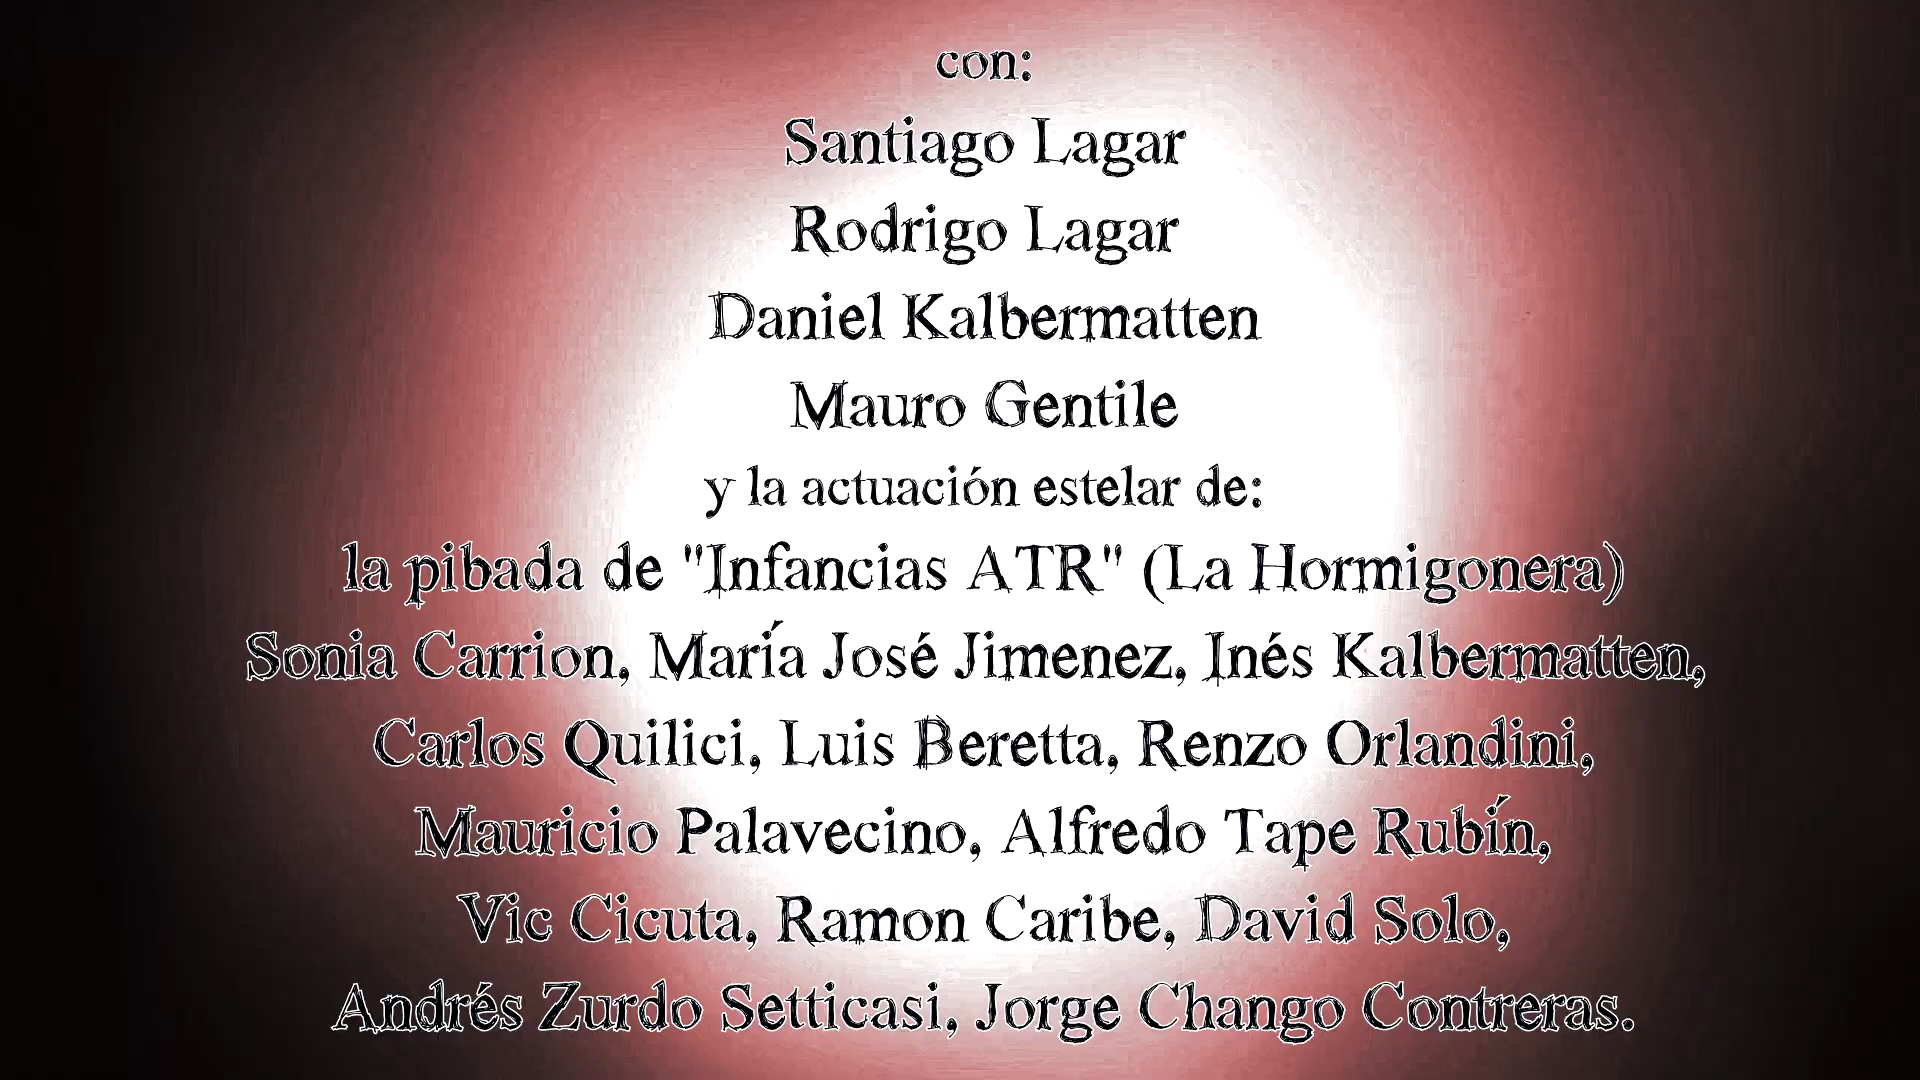 con:
Santiago Lagar
Rodrigo Lagar
Daniel Kalbermatten
Mauro Gentile
y la actuación estelar de:
la pibada de "Infancias ATR" (La Hormigonera)
Sonia Carrion, María José Jimenez, Inés Kalbermatten,
Carlos Quilici, Luis Beretta, Renzo Orlandini,
Mauricio Palavecino, Alfredo Tape Rubín,
Vic Cicuta, Ramon Caribe, David Solo,
Andrés Zurdo Setticasi, Jorge Chango Contreras.